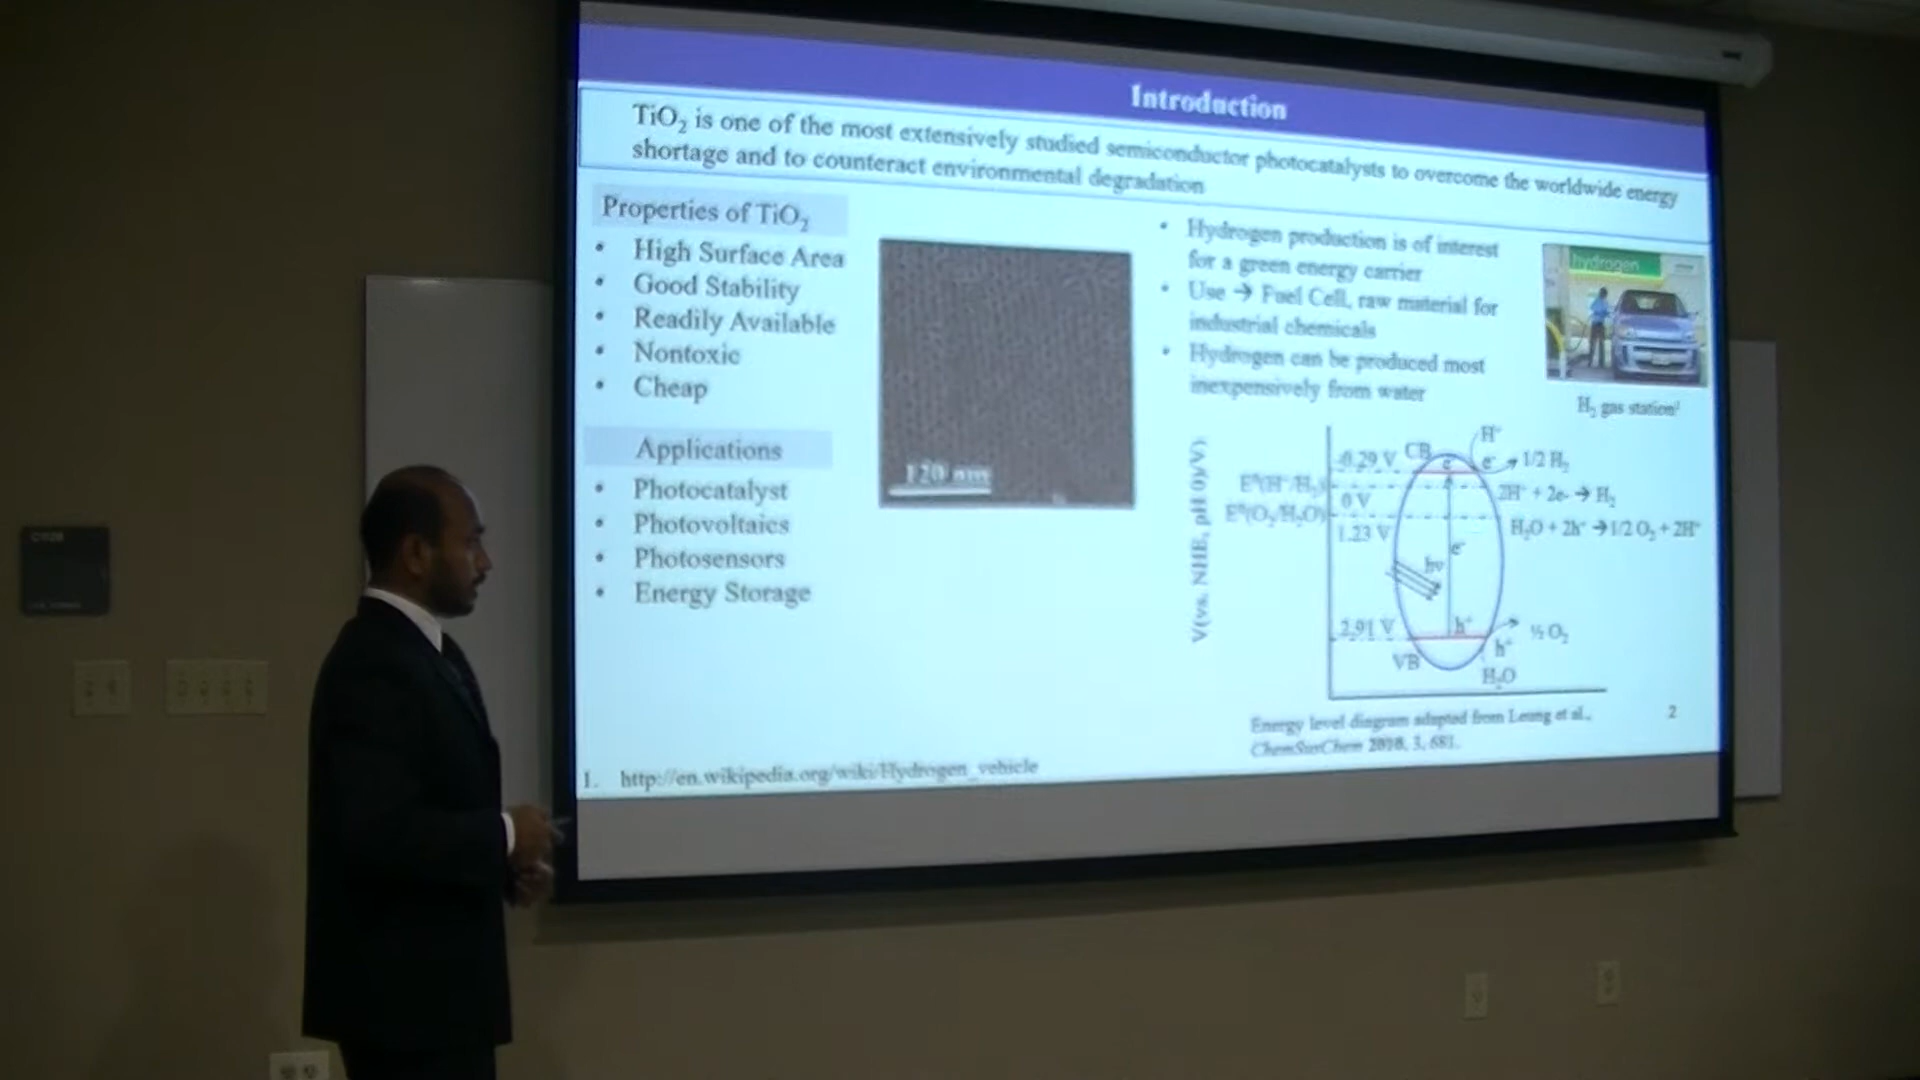 Introduction
TiO₂ is one of the most extensively studied semiconductor photocatalysts to overcome the worldwide energy
shortage and to counteract environmental degradation
Properties of TiO₂
• High Surface Area
• Good Stability
• Readily Available
• Nontoxic
• Cheap
120 nm
Applications
• Photocatalyst
• Photovoltaics
• Photosensors
• Energy Storage
• Hydrogen production is of interest
for a green energy carrier
• Use → Fuel Cell, raw material for
industrial chemicals
• Hydrogen can be produced most
inexpensively from water
hydrogen
H₂ gas station¹
V(vs. NHE, pH 0)/V)
-0.29 V
CB
H⁺
e⁻
e⁻
1/2 H₂
E⁰(H⁺/H₂)
0 V
2H⁺ + 2e- → H₂
E⁰(O₂/H₂O)
1.23 V
H₂O + 2h⁺ → 1/2 O₂ + 2H⁺
e⁻
hν
2.91 V
h⁺
½ O₂
VB
h⁺
H₂O
Energy level diagram adapted from Leung et al.,
ChemSusChem 2010, 3, 681.
2
1. http://en.wikipedia.org/wiki/Hydrogen_vehicle